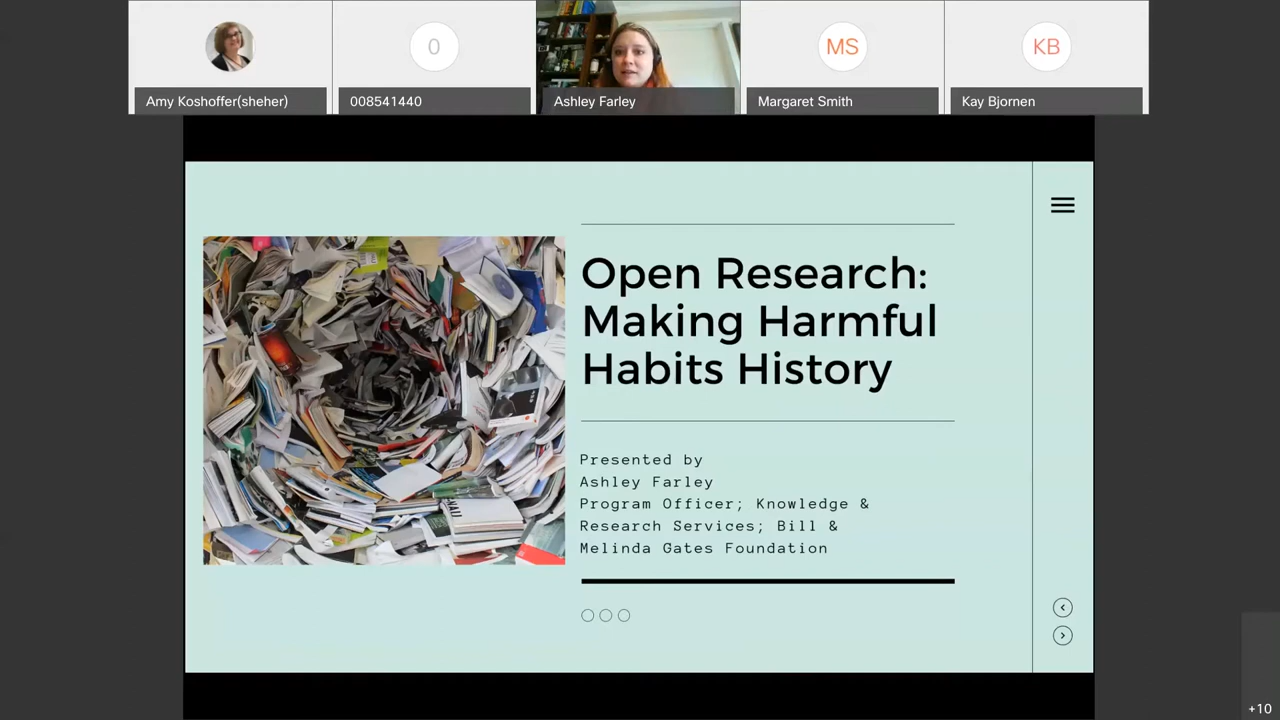 0
MS
KB
Amy Koshoffer(sheher)
008541440
Ashley Farley
Margaret Smith
Kay Bjornen
Open Research:
Making Harmful
Habits History
Presented by
Ashley Farley
Program Officer; Knowledge &
Research Services; Bill &
Melinda Gates Foundation
+10